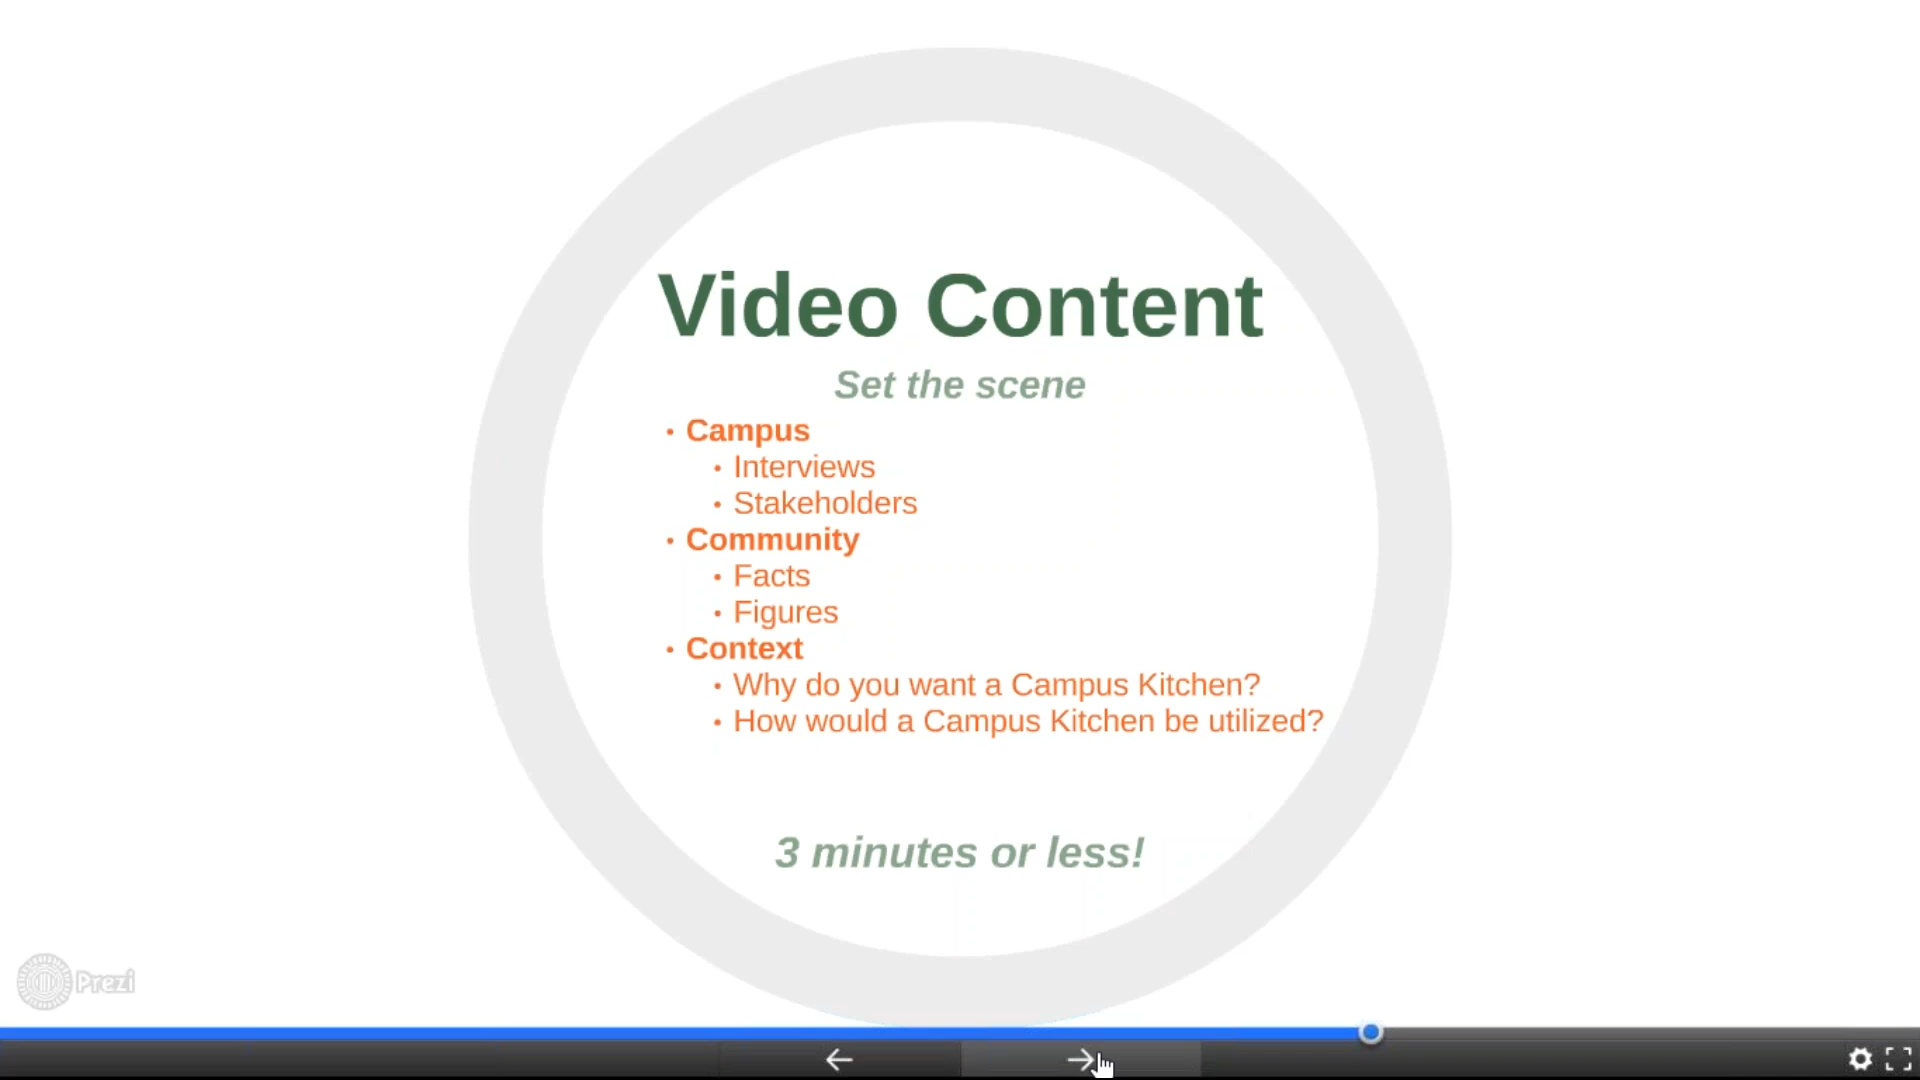 Video Content
Set the scene
• Campus
• Interviews
• Stakeholders
• Community
• Facts
• Figures
• Context
• Why do you want a Campus Kitchen?
• How would a Campus Kitchen be utilized?
3 minutes or less!
Prezi